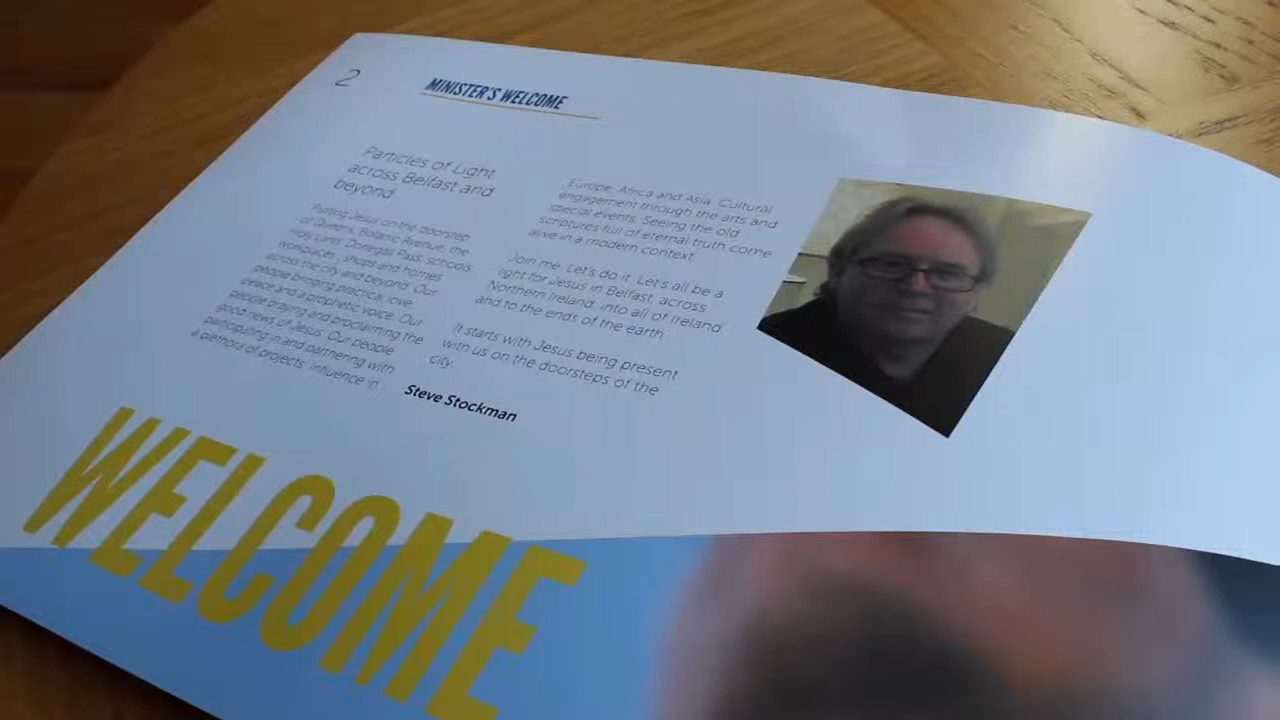 2
MINISTER'S WELCOME
Particles of Light
across Belfast and
beyond
Putting Jesus on the doorstep
of Queens, Botanic Avenue, the
Holy Land, Donegall Pass, schools,
workplaces, shops and homes
across the city and beyond. Our
people bringing practical love,
peace and a prophetic voice. Our
people praying and proclaiming the
good news of Jesus. Our people
participating in and partnering with
a plethora of projects. Influence in
Europe, Africa and Asia. Cultural
engagement through the arts and
special events. Seeing the old
scriptures full of eternal truth come
alive in a modern context.
Join me. Let's do it. Let's all be a
light for Jesus in Belfast, across
Northern Ireland, into all of Ireland
and to the ends of the earth
It starts with Jesus being present
with us on the doorsteps of the
city.
Steve Stockman
WELCOME